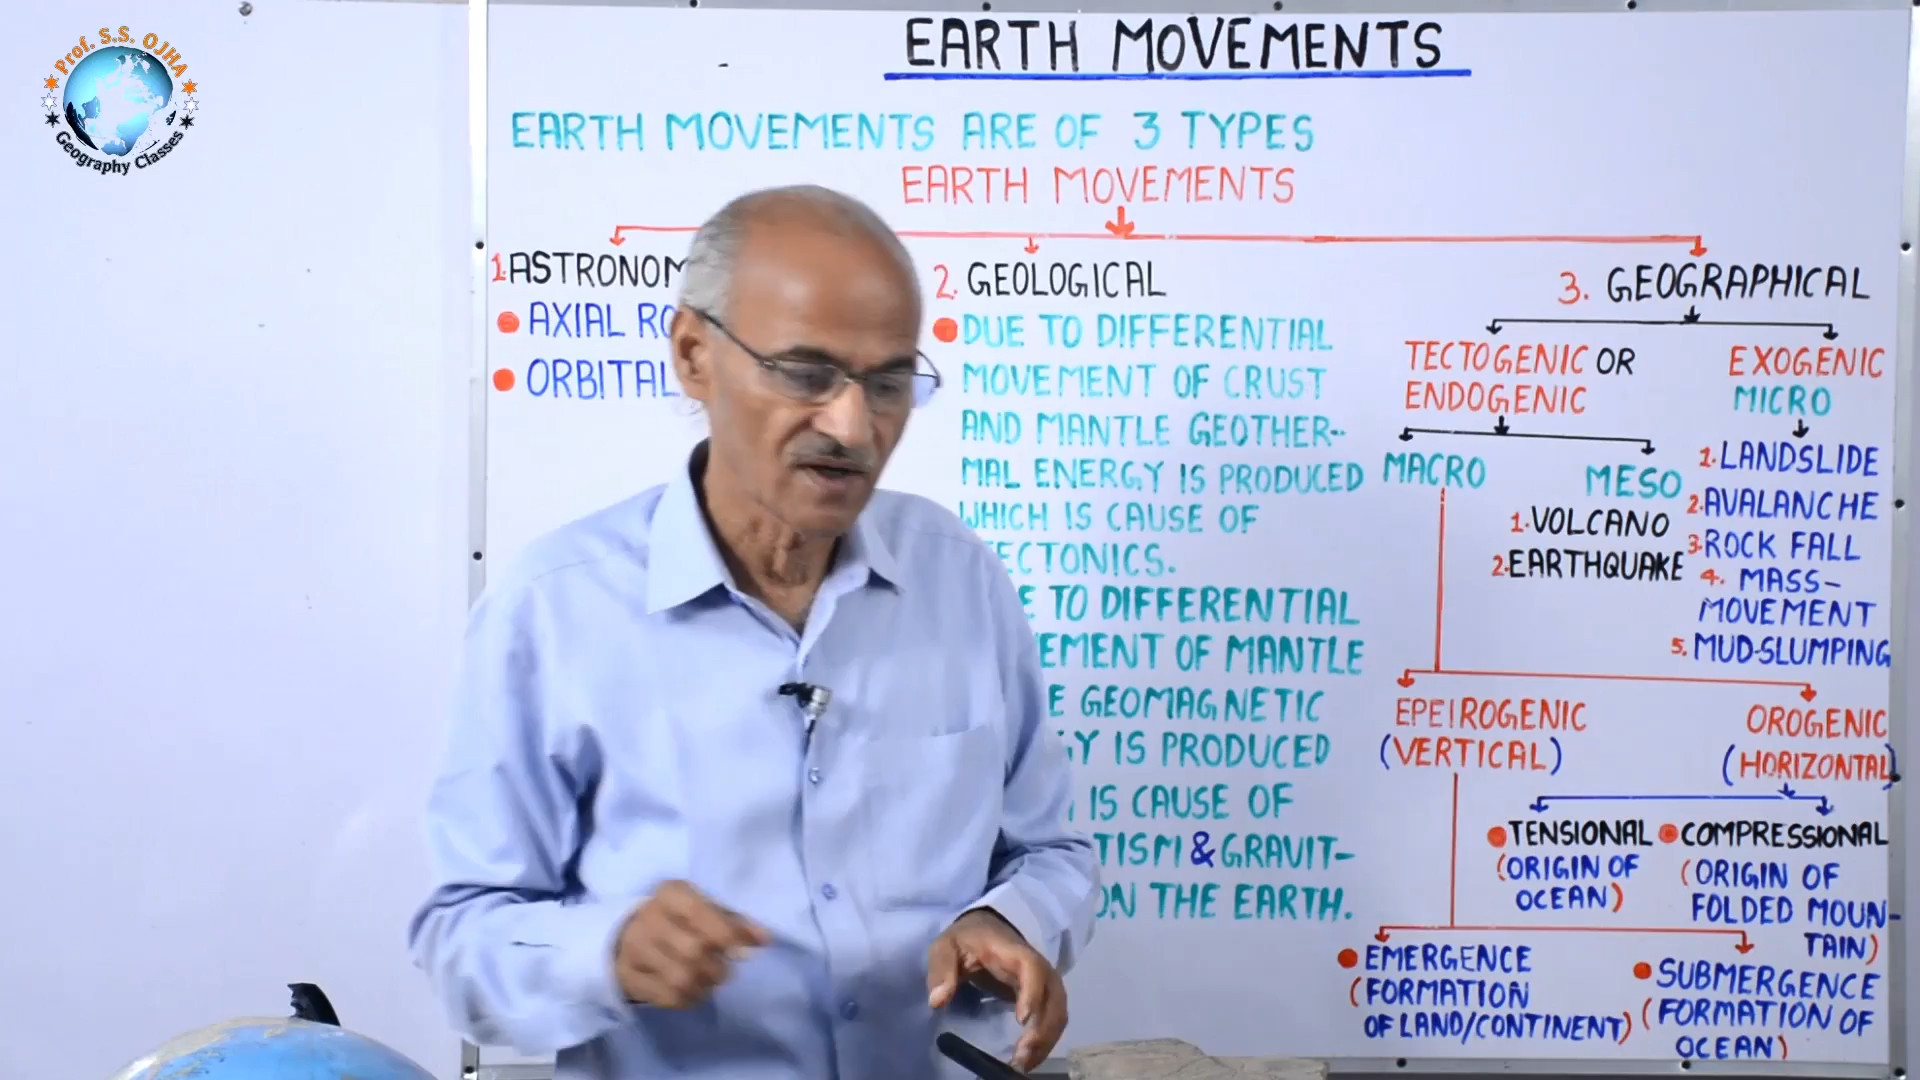 Prof. S.S. OJHA
Geography Classes
EARTH MOVEMENTS
EARTH MOVEMENTS ARE OF 3 TYPES
EARTH MOVEMENTS
1.
AXIAL
ORBITAL
2. GEOLOGICAL
DUE TO DIFFERENTIAL
MOVEMENT OF CRUST
AND MANTLE GEOTHER--
MAL ENERGY IS PRODUCED
WHICH IS CAUSE OF
ECTONICS.
E TO DIFFERENTIAL
EMENT OF MANTLE
E GEOMAGNETIC
GY IS PRODUCED
IS CAUSE OF
TISM & GRAVIT-
ON THE EARTH.
3. GEOGRAPHICAL
TECTOGENIC OR
ENDOGENIC
MACRO
MESO
1.VOLCANO
2.EARTHQUAKE
EXOGENIC
MICRO
1.LANDSLIDE
2.AVALANCHE
3.ROCK FALL
4. MASS-
MOVEMENT
5. MUD-SLUMPING
EPEIROGENIC
(VERTICAL)
OROGENIC
(HORIZONTAL)
TENSIONAL
(ORIGIN OF
OCEAN)
COMPRESSIONAL
(ORIGIN OF
FOLDED MOUN-
TAIN)
EMERGENCE
(FORMATION
OF LAND/CONTINENT)
SUBMERGENCE
(FORMATION OF
OCEAN)